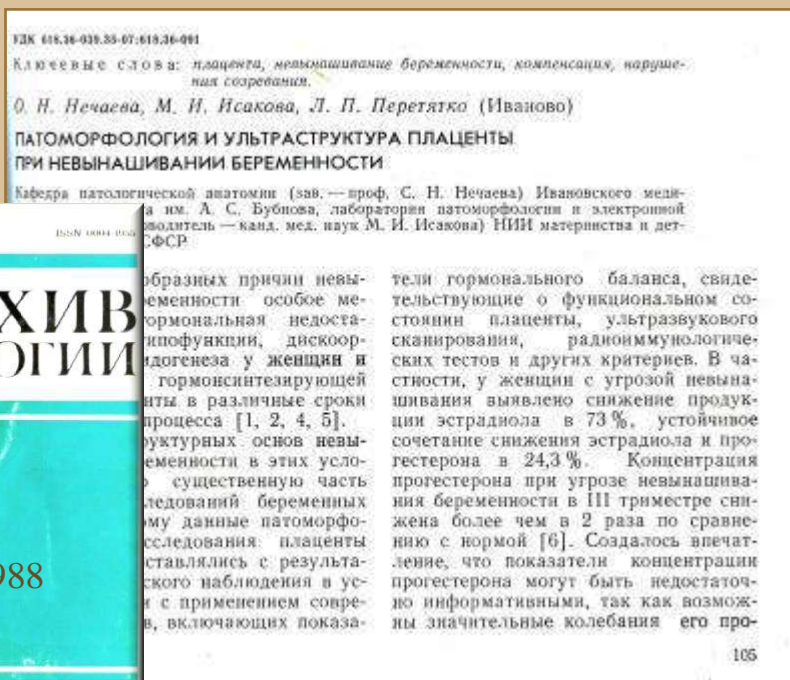 УДК 618.36-039.35-07:618.36-091
Ключевые слова: плацента, невынашивание беременности, компенсация, наруше-
ния созревания.
О. Н. Нечаева, М. И. Исакова, Л. П. Перетятко (Иваново)
ПАТОМОРФОЛОГИЯ И УЛЬТРАСТРУКТУРА ПЛАЦЕНТЫ
ПРИ НЕВЫНАШИВАНИИ БЕРЕМЕННОСТИ
Кафедра патологической анатомии (зав. — проф. С. Н. Нечаева) Ивановского меди-
а им. А. С. Бубнова, лаборатория патоморфологии и электронной
оводитель — канд. мед. наук М. И. Исакова) НИИ материнства и дет-
СФСР
ISSN 0004-1955
ХИВ
ОГИИ
988
образных причин невы-
еменности особое ме-
ормональная недоста-
ипофункции, дискоор-
идогенеза у женщин и
гормонсинтезирующей
нты в различные сроки
процесса [1, 2, 4, 5].
руктурных основ невы-
еменности в этих усло-
существенную часть
ледований беременных
ому данные патоморфо-
сследования плаценты
ставлялись с результа-
ского наблюдения в ус-
и с применением совре-
в, включающих показа-
тели гормонального баланса, свиде-
тельствующие о функциональном со-
стоянии плаценты, ультразвукового
сканирования, радиоиммунологиче-
ских тестов и других критериев. В ча-
стности, у женщин с угрозой невына-
шивания выявлено снижение продук-
ции эстрадиола в 73 %, устойчивое
сочетание снижения эстрадиола и про-
гестерона в 24,3 %. Концентрация
прогестерона при угрозе невынашива-
ния беременности в III триместре сни-
жена более чем в 2 раза по сравне-
нию с нормой [6]. Создалось впечат-
ление, что показатели концентрации
прогестерона могут быть недостаточ-
но информативными, так как возмож-
ны значительные колебания его про-
105